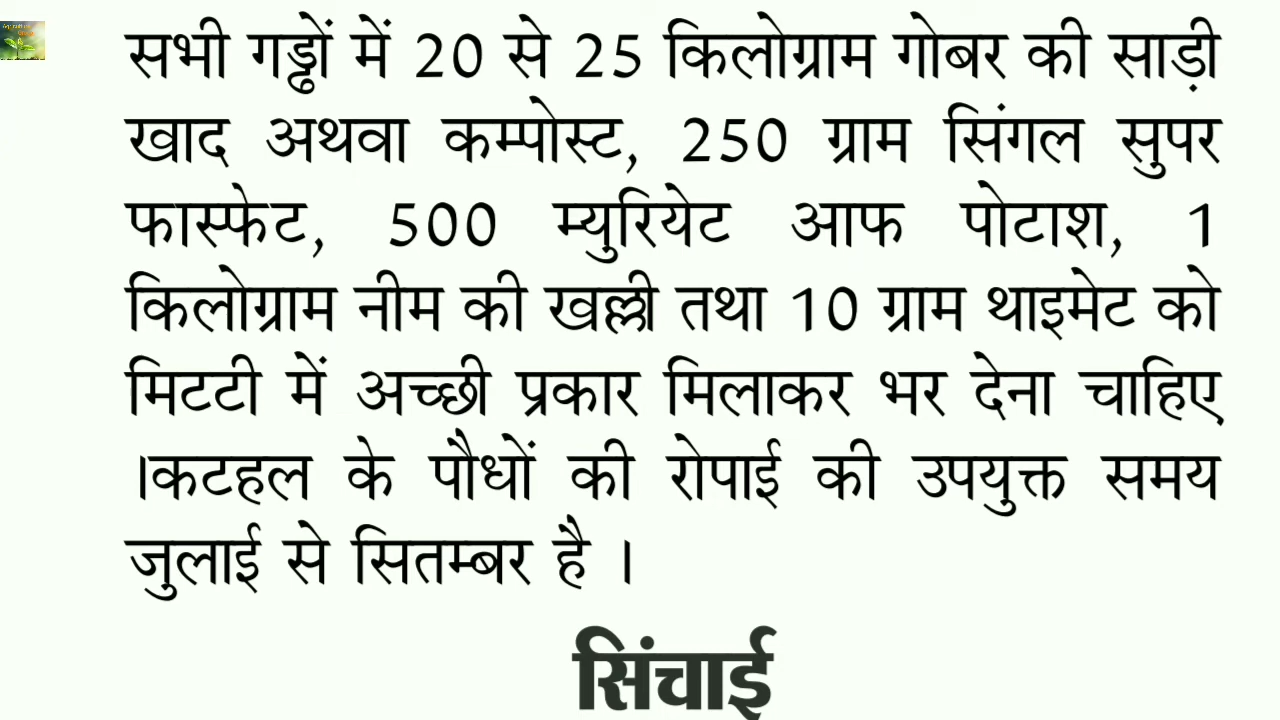 सभी गड्ढों में 20 से 25 किलोग्राम गोबर की साड़ी
खाद अथवा कम्पोस्ट, 250 ग्राम सिंगल सुपर
फास्फेट, 500 म्युरियेट आफ पोटाश, 1
किलोग्राम नीम की खल्ली तथा 10 ग्राम थाइमेट को
मिटटी में अच्छी प्रकार मिलाकर भर देना चाहिए
।कटहल के पौधों की रोपाई की उपयुक्त समय
जुलाई से सितम्बर है ।
सिंचाई